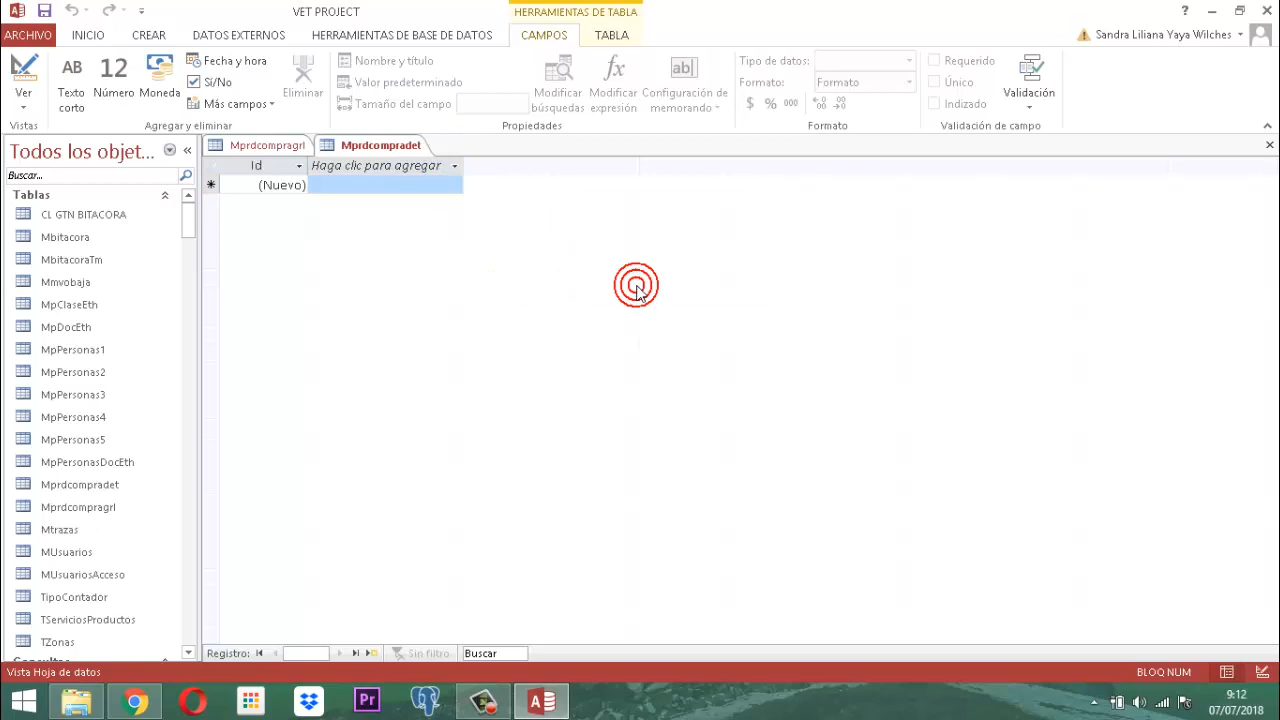 VET PROJECT
HERRAMIENTAS DE TABLA
?
ARCHIVO INICIO CREAR DATOS EXTERNOS HERRAMIENTAS DE BASE DE DATOS CAMPOS TABLA
Sandra Liliana Yaya Wilches
Ver
Vistas
AB Texto corto
12 Número
Moneda
Fecha y hora
Sí/No
Más campos
Eliminar
Agregar y eliminar
Nombre y título
Valor predeterminado
Tamaño del campo
Modificar búsquedas
fx Modificar expresión
ab Configuración de memorando
Propiedades
Tipo de datos:
Formato: Formato
$ % 000
Formato
Requerido
Único
Indizado
Validación
Validación de campo
Todos los objet...
Buscar...
Tablas
CL GTN BITACORA
Mbitacora
MbitacoraTm
Mmvobaja
MpClaseEth
MpDocEth
MpPersonas1
MpPersonas2
MpPersonas3
MpPersonas4
MpPersonas5
MpPersonasDocEth
Mprdcompradet
Mprdcompragrl
Mtrazas
MUsuarios
MUsuariosAcceso
TipoContador
TServiciosProductos
TZonas
Mprdcompragrl Mprdcompradet
Id Haga clic para agregar
(Nuevo)
Registro: Sin filtro Buscar
Vista Hoja de datos BLOQ NUM
Pr
9:12
07/07/2018